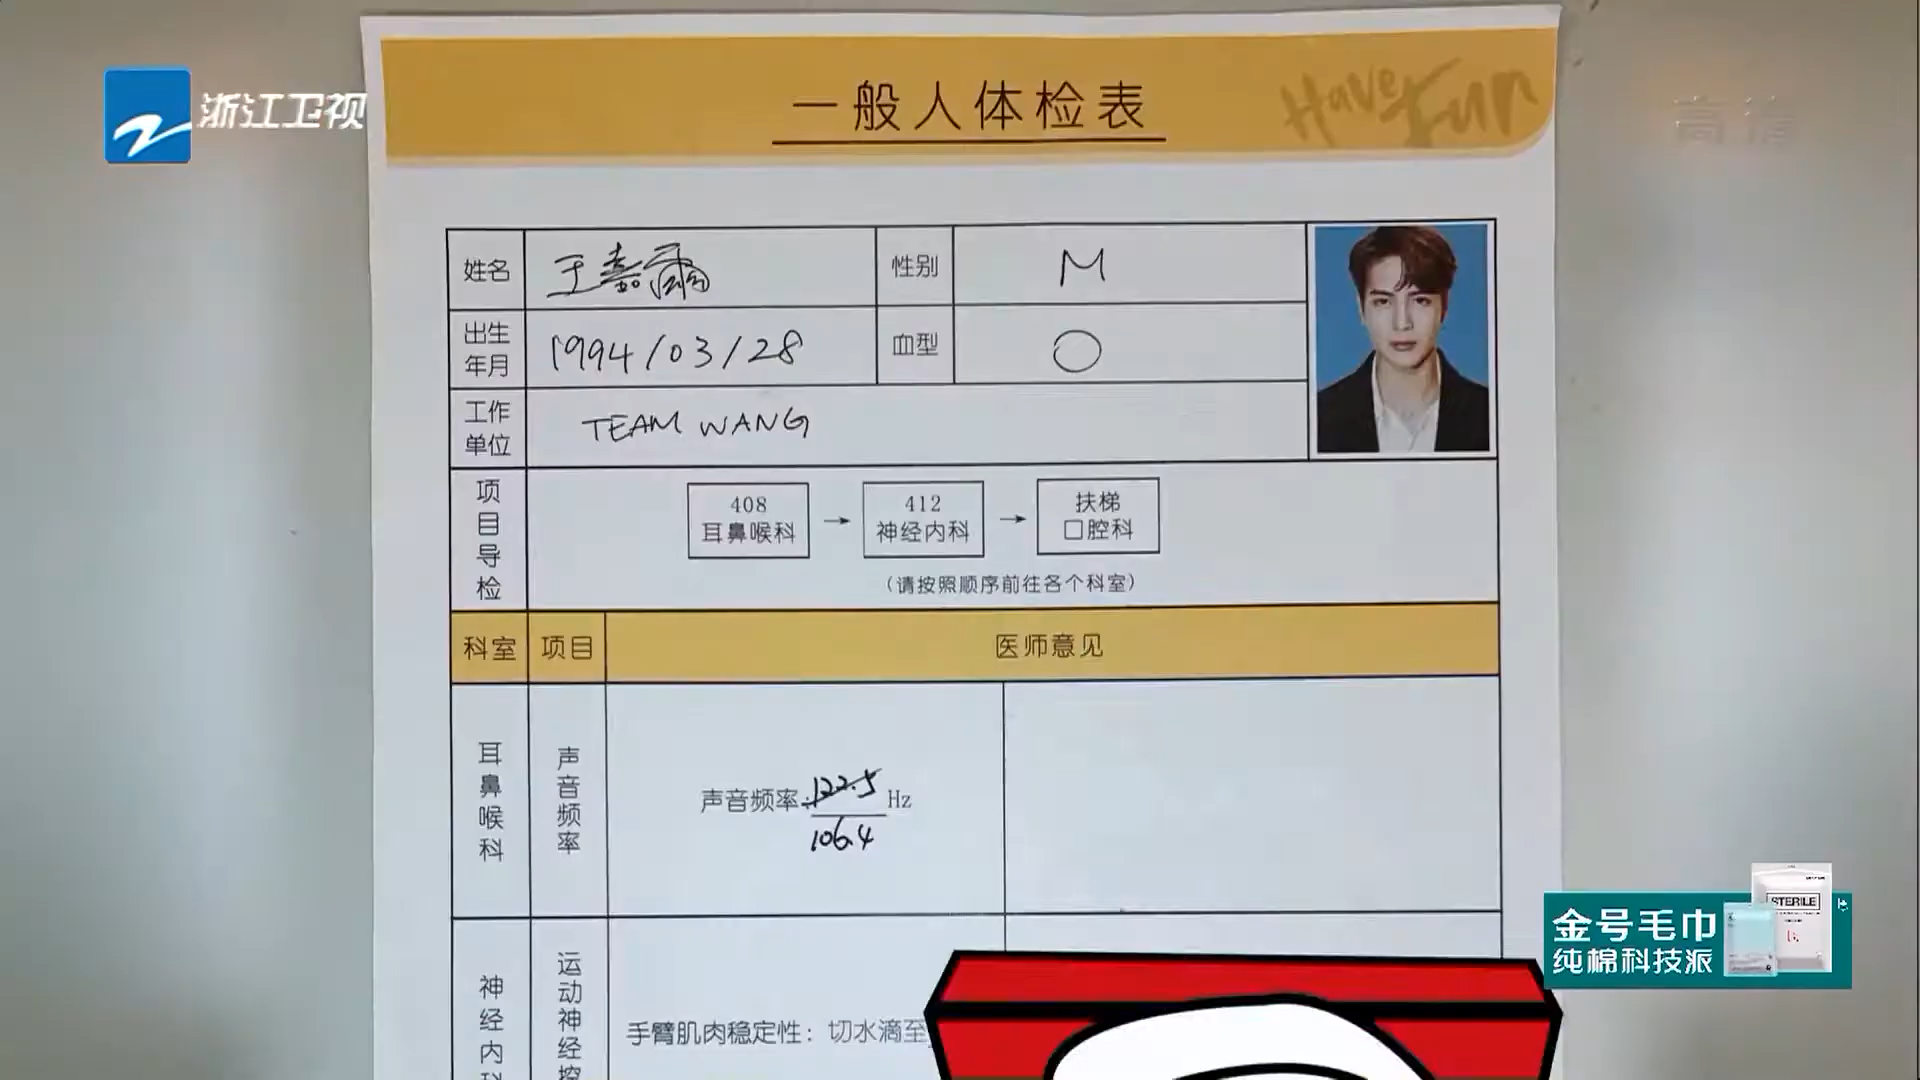 浙江卫视
一般人体检表
Have Fun
高清
姓名 王嘉爾 性别 M
出生年月 1994/03/28 血型 O
工作单位 TEAM WANG
项目导检
408 耳鼻喉科 → 412 神经内科 → 扶梯 口腔科
(请按照顺序前往各个科室)
科室 项目 医师意见
耳鼻喉科 声音频率 声音频率:122.5 Hz
106.4
神经内科 运动神经控
手臂肌肉稳定性：切水滴至
STERILE
金号毛巾
纯棉科技派